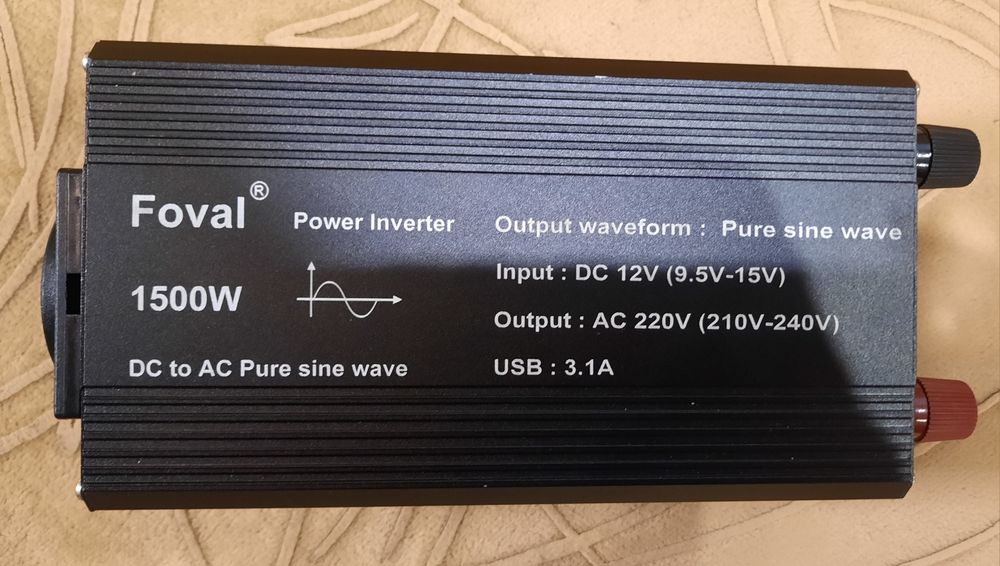 Foval®
Power Inverter
1500W
DC to AC Pure sine wave
Output waveform : Pure sine wave
Input : DC 12V (9.5V-15V)
Output : AC 220V (210V-240V)
USB : 3.1A